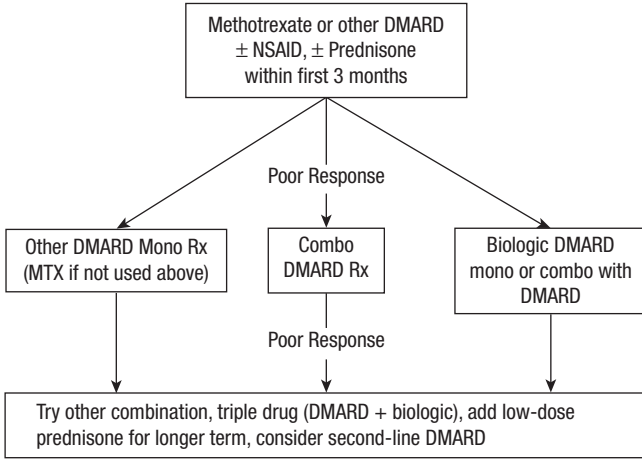 Methotrexate or other DMARD
± NSAID, ± Prednisone
within first 3 months
Poor Response
Other DMARD Mono Rx
(MTX if not used above)
Combo
DMARD Rx
Biologic DMARD
mono or combo with
DMARD
Poor Response
Try other combination, triple drug (DMARD + biologic), add low-dose
prednisone for longer term, consider second-line DMARD